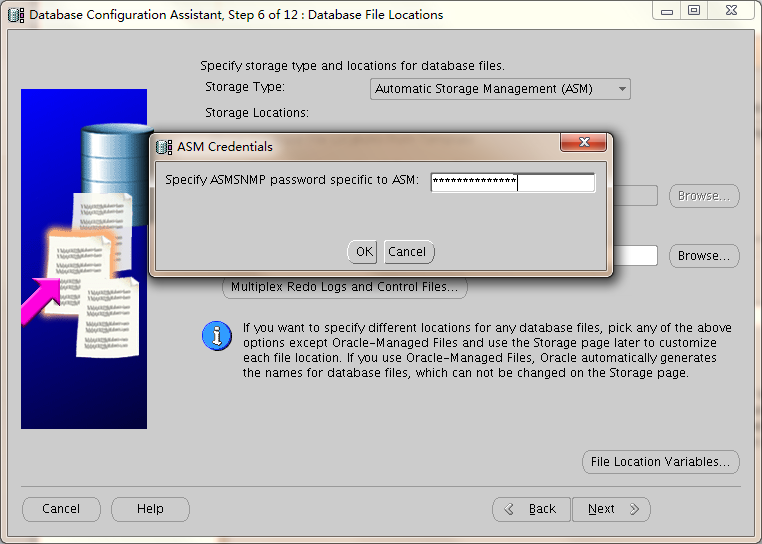 Database Configuration Assistant, Step 6 of 12 : Database File Locations
Specify storage type and locations for database files.
Storage Type: Automatic Storage Management (ASM)
Storage Locations:
ASM Credentials
Specify ASMSNMP password specific to ASM: **************
OK Cancel
Browse...
Browse...
Multiplex Redo Logs and Control Files...
If you want to specify different locations for any database files, pick any of the above
options except Oracle-Managed Files and use the Storage page later to customize
each file location. If you use Oracle-Managed Files, Oracle automatically generates
the names for database files, which can not be changed on the Storage page.
File Location Variables...
Cancel Help Back Next